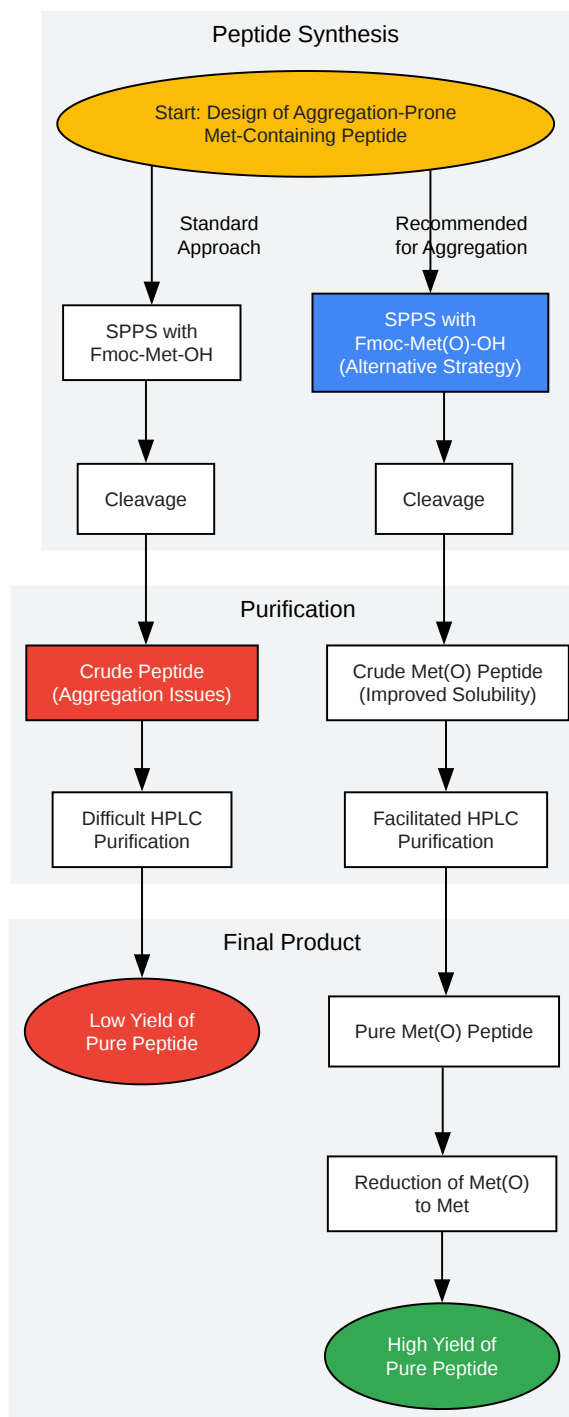 Peptide Synthesis
Start: Design of Aggregation-Prone
Met-Containing Peptide
Standard
Approach
Recommended
for Aggregation
SPPS with
Fmoc-Met-OH
SPPS with
Fmoc-Met(O)-OH
(Alternative Strategy)
Cleavage
Cleavage
Purification
Crude Peptide
(Aggregation Issues)
Crude Met(O) Peptide
(Improved Solubility)
Difficult HPLC
Purification
Facilitated HPLC
Purification
Final Product
Low Yield of
Pure Peptide
Pure Met(O) Peptide
Reduction of Met(O)
to Met
High Yield of
Pure Peptide